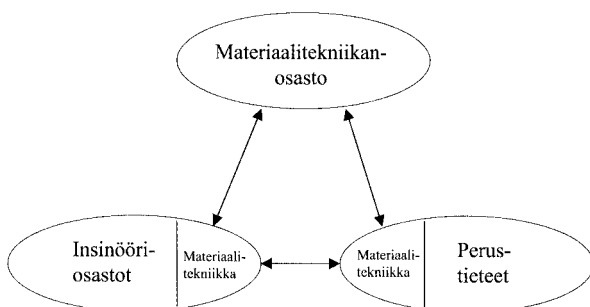 Materiaalitekniikan-
osasto
Insinööri-
osastot
Materiaali-
tekniikka
Materiaali-
tekniikka
Perus-
tieteet